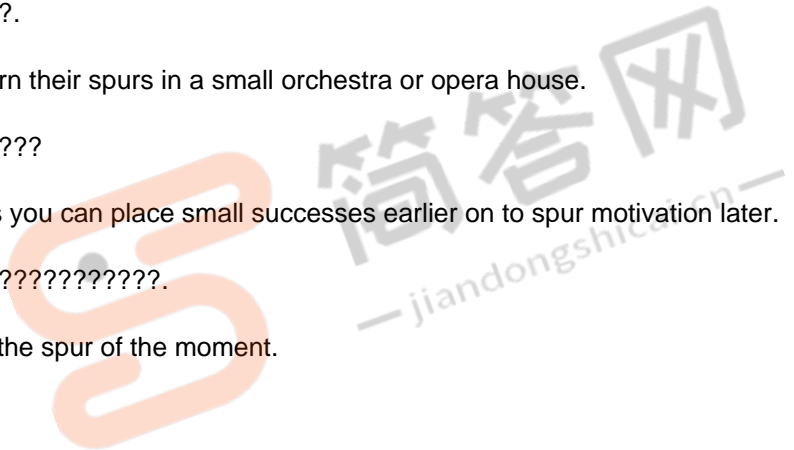 ?.
rn their spurs in a small orchestra or opera house.
???
s you can place small successes earlier on to spur motivation later.
???????????.
the spur of the moment.
简答网
jiandongshicai.cn